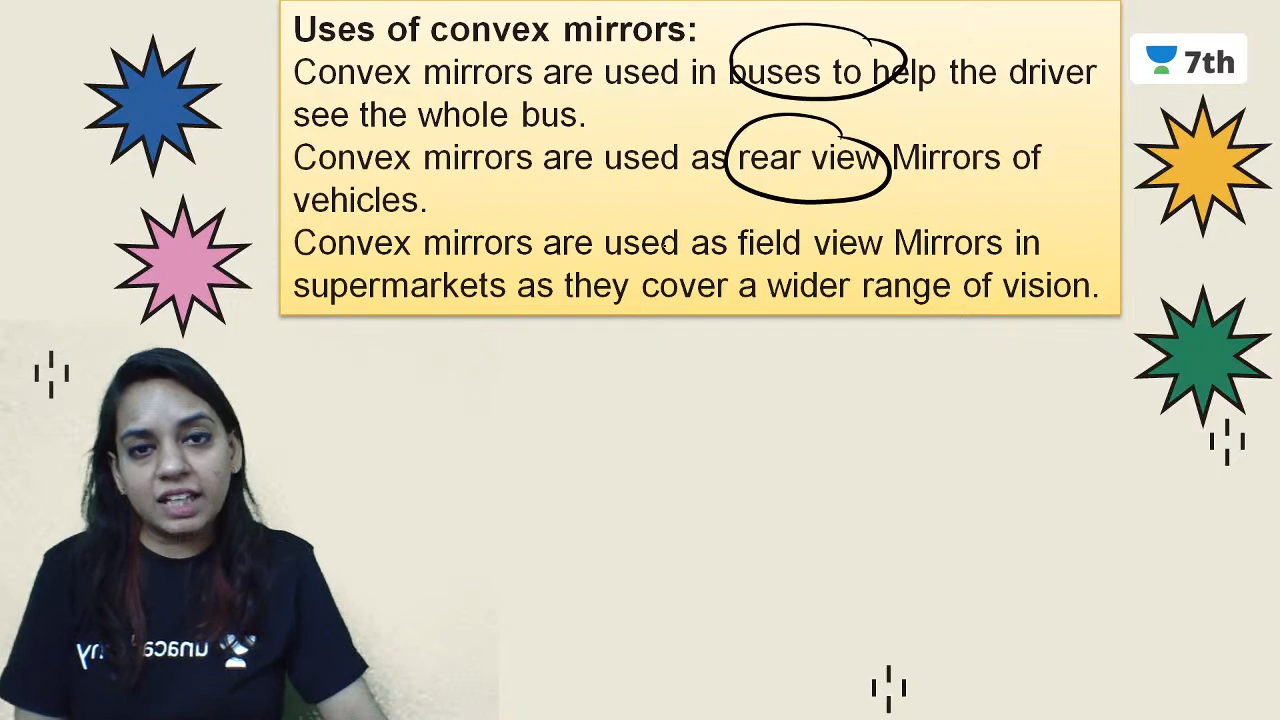 Uses of convex mirrors:
Convex mirrors are used in buses to help the driver
see the whole bus.
Convex mirrors are used as rear view Mirrors of
vehicles.
Convex mirrors are used as field view Mirrors in
supermarkets as they cover a wider range of vision.
7th
unacademy